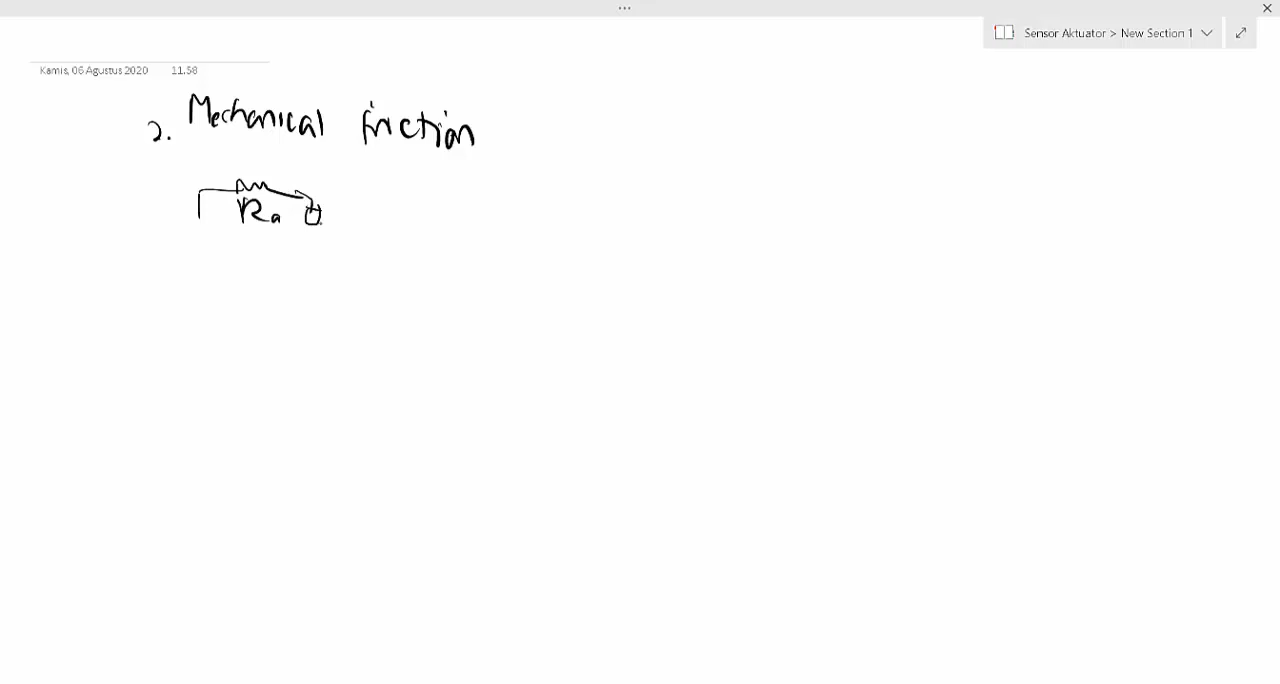 Sensor Aktuator > New Section 1
Kamis, 06 Agustus 2020 11.58
2. Mechanical friction
Ra